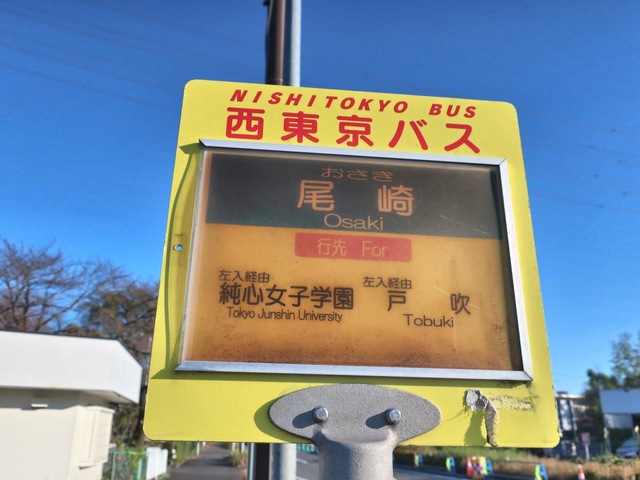 NISHITOKYO BUS
西東京バス
おさき
尾崎
Osaki
行先 For
左入経由
純心女子学園
Tokyo Junshin University
左入経由
戸吹
Tobuki